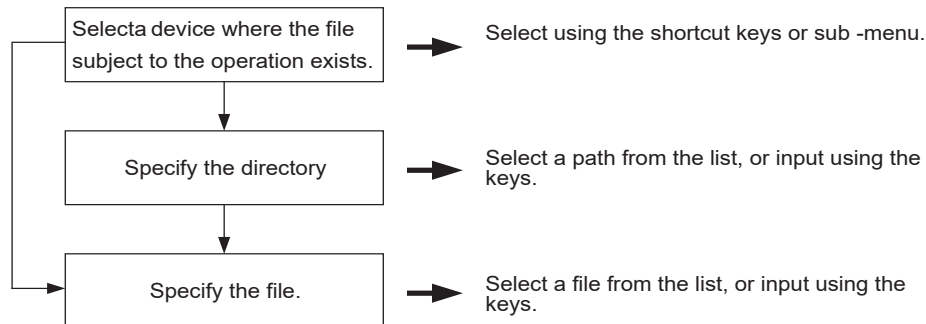 Selecta device where the file
subject to the operation exists.
Select using the shortcut keys or sub -menu.
Specify the directory
Select a path from the list, or input using the
keys.
Specify the file.
Select a file from the list, or input using the
keys.